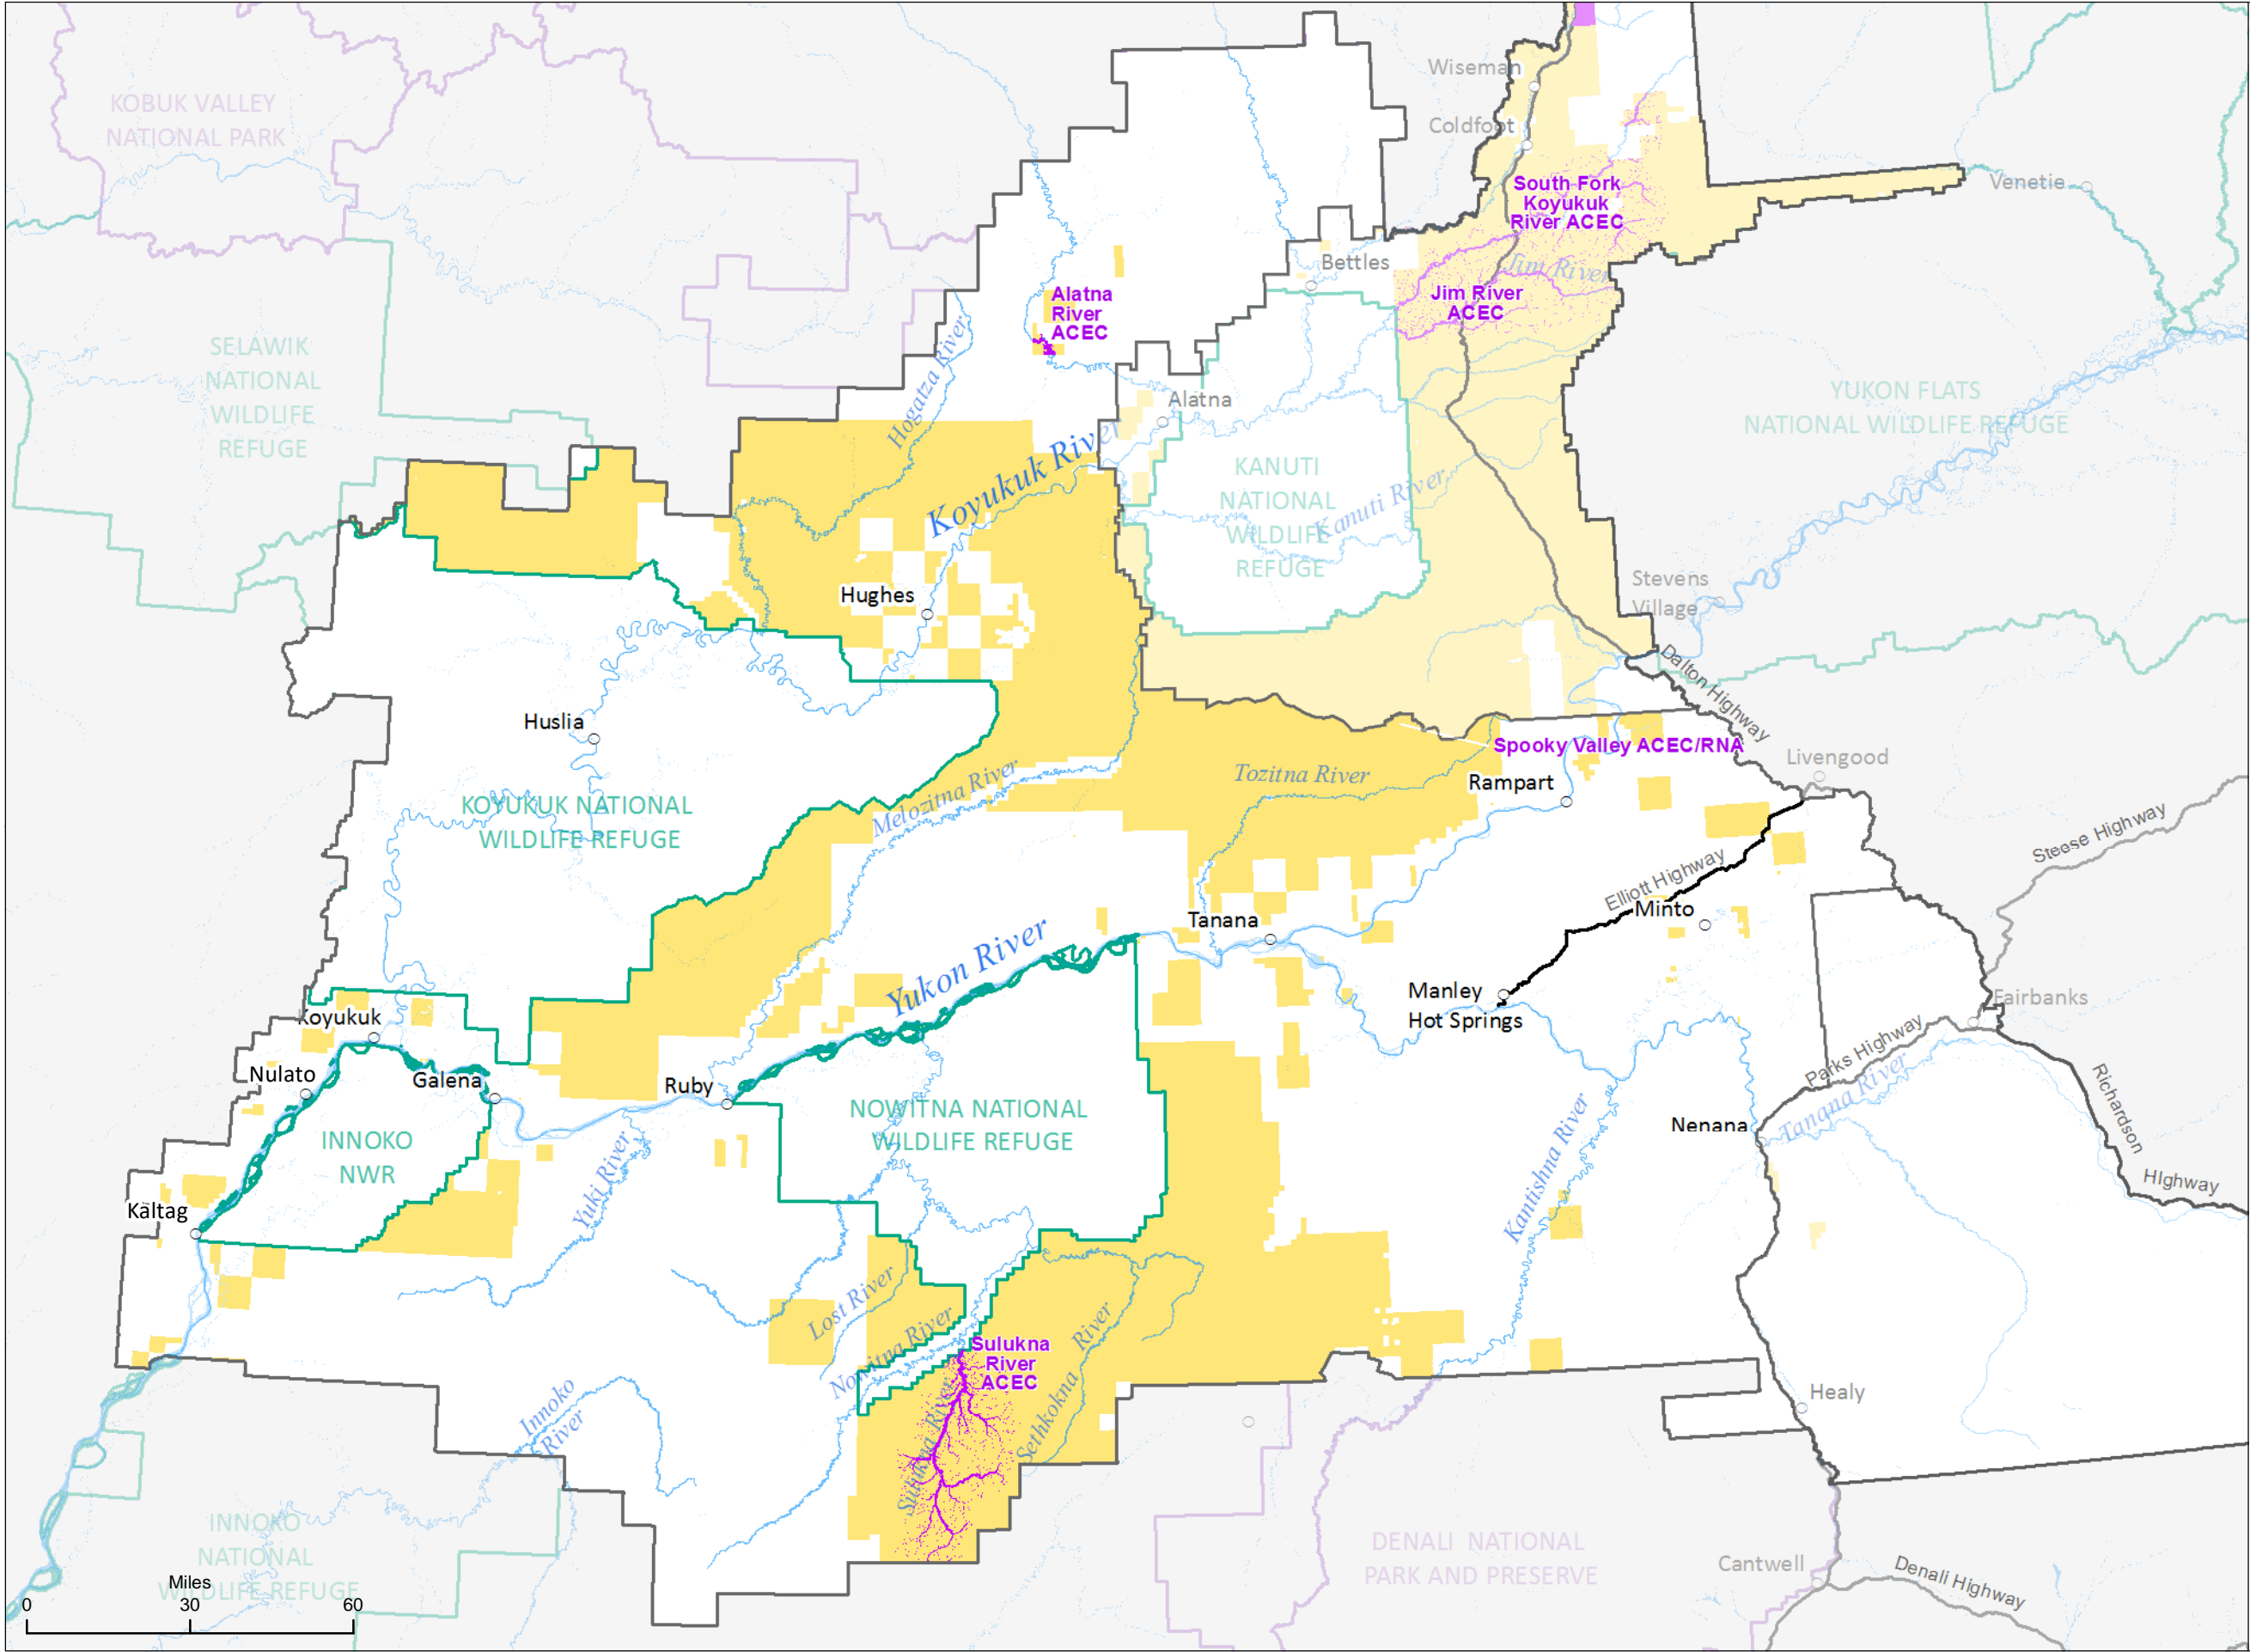 Wiseman
KOBUK VALLEY
NATIONAL PARK
Coldfoot
South Fork
Koyukuk
River ACEC
Venetie
Bettles
Jim River
Alatna
River
ACEC
Jim River
ACEC
SELAWIK
NATIONAL
WILDLIFE
REFUGE
Hogatza River
Alatna
YUKON FLATS
NATIONAL WILDLIFE REFUGE
Koyukuk River
KANUTI
NATIONAL
WILDLIFE
REFUGE
Kanuti River
Stevens
Village
Hughes
Dalton Highway
Huslia
Spooky Valley ACEC/RNA
Livengood
Tozitna River
Rampart
Melozitna River
KOYUKUK NATIONAL
WILDLIFE REFUGE
Steese Highway
Elliott Highway
Minto
Tanana
Yukon River
Manley
Hot Springs
Fairbanks
Koyukuk
Parks Highway
Nulato
Galena
Ruby
Tanana River
Richardson
HIghway
NOWITNA NATIONAL
WILDLIFE REFUGE
INNOKO
NWR
Nenana
Yuki River
Kantishna River
Kaltag
Lost River
Nowitna River
Sulukna
River
ACEC
Sethkokna River
Sulukna River
Innoko
River
Healy
INNOKO
NATIONAL
WILDLIFE REFUGE
DENALI NATIONAL
PARK AND PRESERVE
Cantwell
Denali Highway
Miles
0 30 60